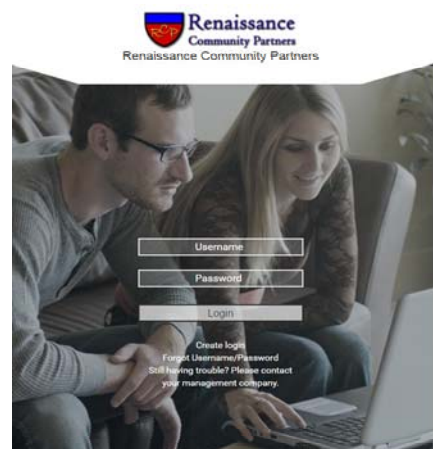 RCP
Renaissance
Community Partners
Renaissance Community Partners
Username
Password
Login
Create login
Forgot Username/Password
Still having trouble? Please contact
your management company.